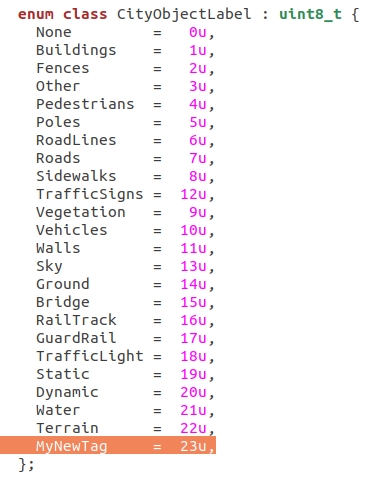 enum class CityObjectLabel : uint8_t {
  None         =   0u,
  Buildings    =   1u,
  Fences       =   2u,
  Other        =   3u,
  Pedestrians  =   4u,
  Poles        =   5u,
  RoadLines    =   6u,
  Roads        =   7u,
  Sidewalks    =   8u,
  TrafficSigns =  12u,
  Vegetation   =   9u,
  Vehicles     =  10u,
  Walls        =  11u,
  Sky          =  13u,
  Ground       =  14u,
  Bridge       =  15u,
  RailTrack    =  16u,
  GuardRail    =  17u,
  TrafficLight =  18u,
  Static       =  19u,
  Dynamic      =  20u,
  Water        =  21u,
  Terrain      =  22u,
  MyNewTag     =  23u,
};